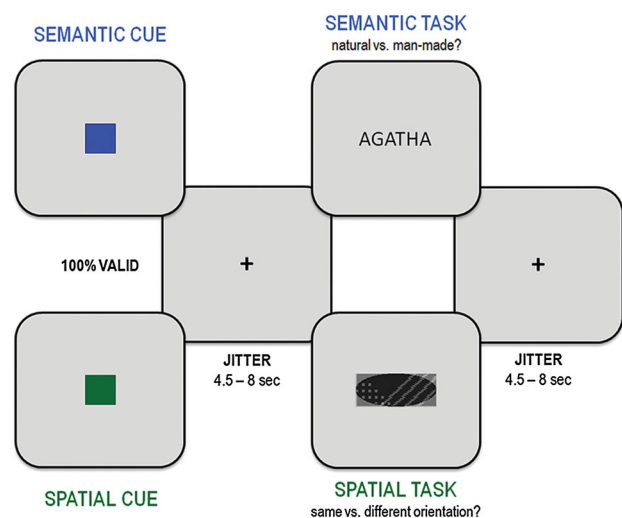 SEMANTIC CUE
SEMANTIC TASK
natural vs. man-made?
AGATHA
100% VALID
+
+
JITTER
4.5 – 8 sec
JITTER
4.5 – 8 sec
SPATIAL CUE
SPATIAL TASK
same vs. different orientation?